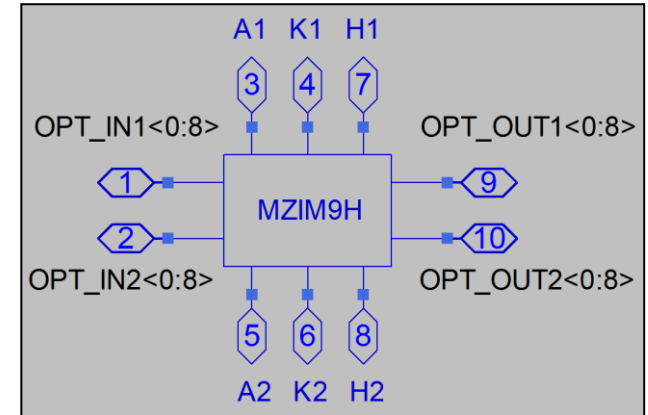 A1 K1 H1
3 4 7
OPT_IN1<0:8> OPT_OUT1<0:8>
1 9
MZIM9H
2 10
OPT_IN2<0:8> OPT_OUT2<0:8>
5 6 8
A2 K2 H2